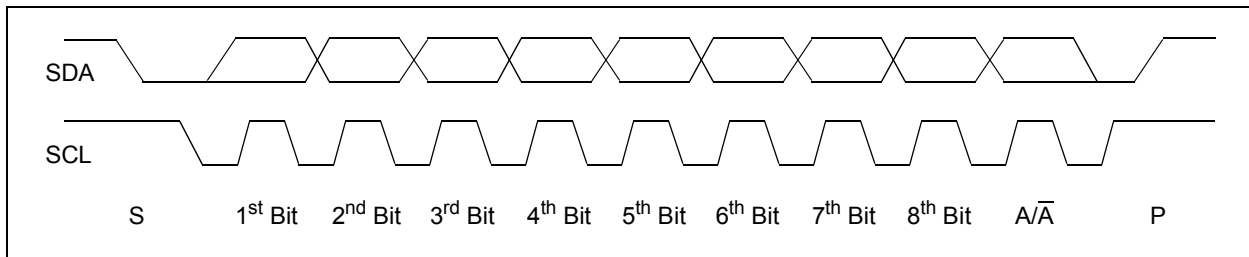 SDA
SCL
S 1st Bit 2nd Bit 3rd Bit 4th Bit 5th Bit 6th Bit 7th Bit 8th Bit A/A̅ P